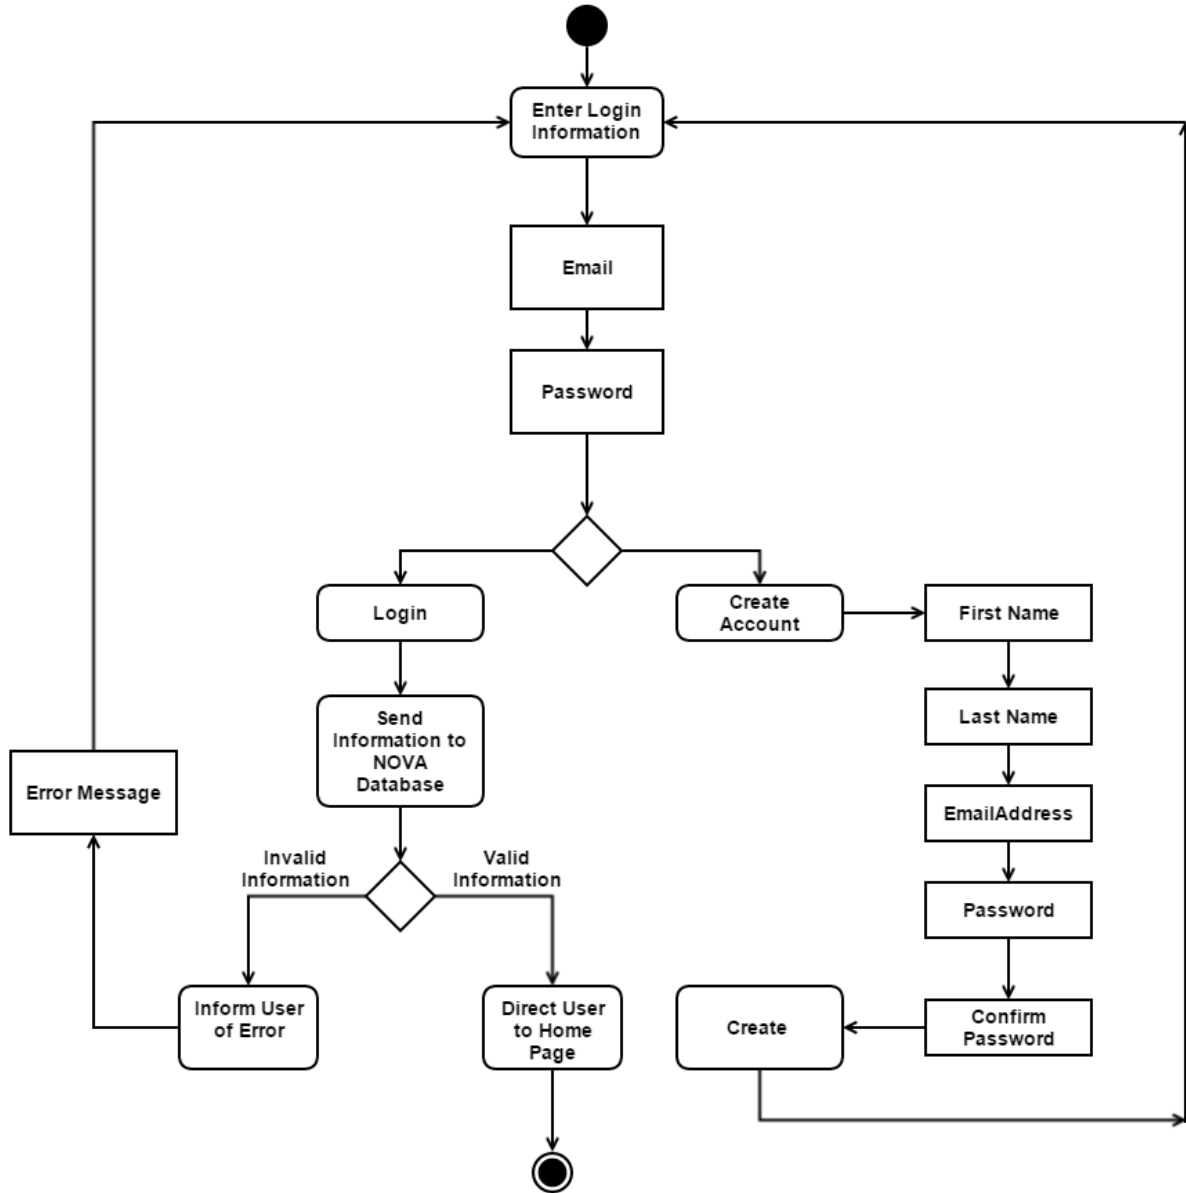 Enter Login
Information
Email
Password
Login
Create
Account
First Name
Send
Information to
NOVA
Database
Last Name
Error Message
EmailAddress
Invalid
Information
Valid
Information
Password
Inform User
of Error
Direct User
to Home
Page
Create
Confirm
Password